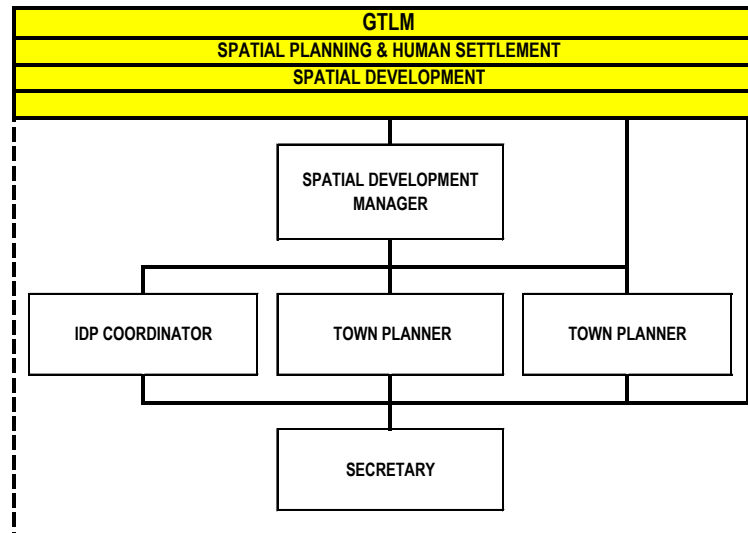 GTLM
SPATIAL PLANNING & HUMAN SETTLEMENT
SPATIAL DEVELOPMENT
SPATIAL DEVELOPMENT
MANAGER
IDP COORDINATOR
TOWN PLANNER
TOWN PLANNER
SECRETARY